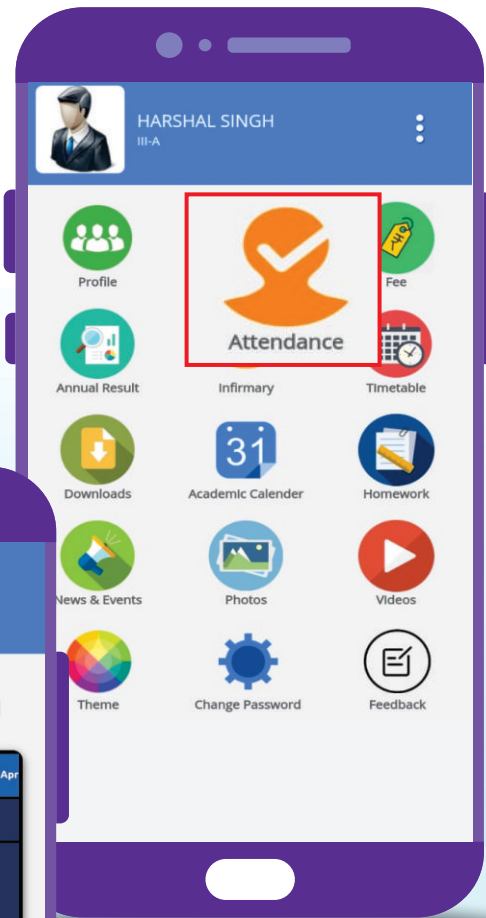 HARSHAL SINGH
III-A
Profile
Attendance
Fee
Annual Result
Infirmary
Timetable
31
Downloads
Academic Calender
Homework
News & Events
Photos
Videos
Theme
Change Password
Feedback
Apr